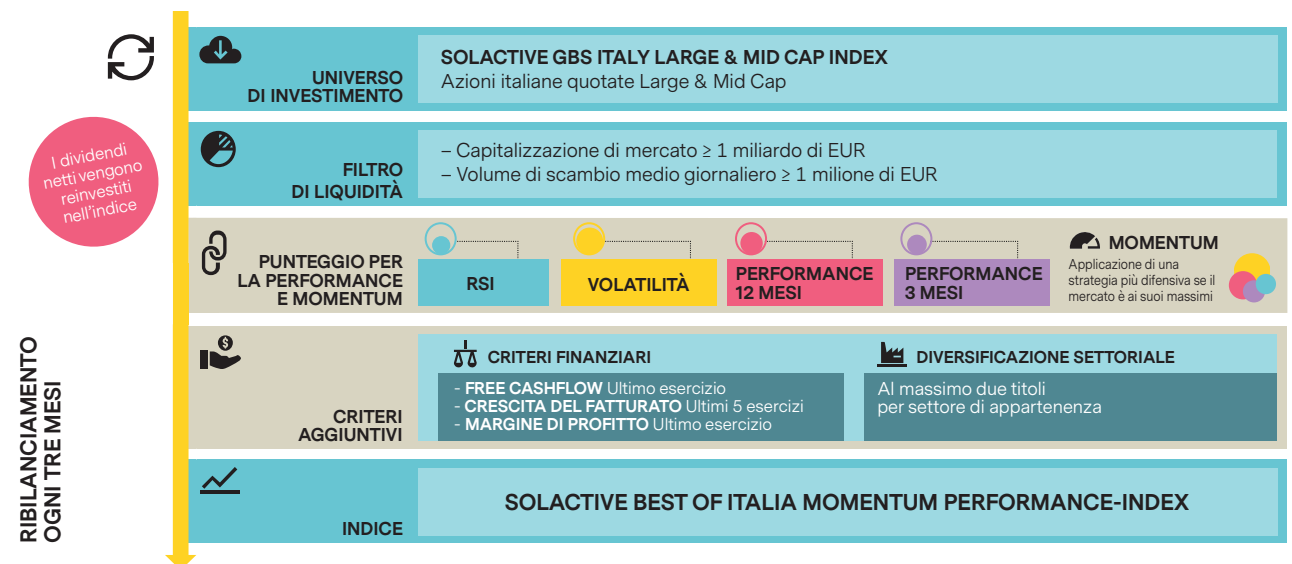 UNIVERSO
DI INVESTIMENTO
SOLACTIVE GBS ITALY LARGE & MID CAP INDEX
Azioni italiane quotate Large & Mid Cap
I dividendi
netti vengono
reinvestiti
nell'indice
FILTRO
DI LIQUIDITÀ
– Capitalizzazione di mercato ≥ 1 miliardo di EUR
– Volume di scambio medio giornaliero ≥ 1 milione di EUR
PUNTEGGIO PER
LA PERFORMANCE
E MOMENTUM
RSI
VOLATILITÀ
PERFORMANCE
12 MESI
PERFORMANCE
3 MESI
MOMENTUM
Applicazione di una
strategia più difensiva se il
mercato è ai suoi massimi
RIBILANCIAMENTO
OGNI TRE MESI
$
CRITERI
AGGIUNTIVI
CRITERI FINANZIARI
- FREE CASHFLOW Ultimo esercizio
- CRESCITA DEL FATTURATO Ultimi 5 esercizi
- MARGINE DI PROFITTO Ultimo esercizio
DIVERSIFICAZIONE SETTORIALE
Al massimo due titoli
per settore di appartenenza
INDICE
SOLACTIVE BEST OF ITALIA MOMENTUM PERFORMANCE-INDEX